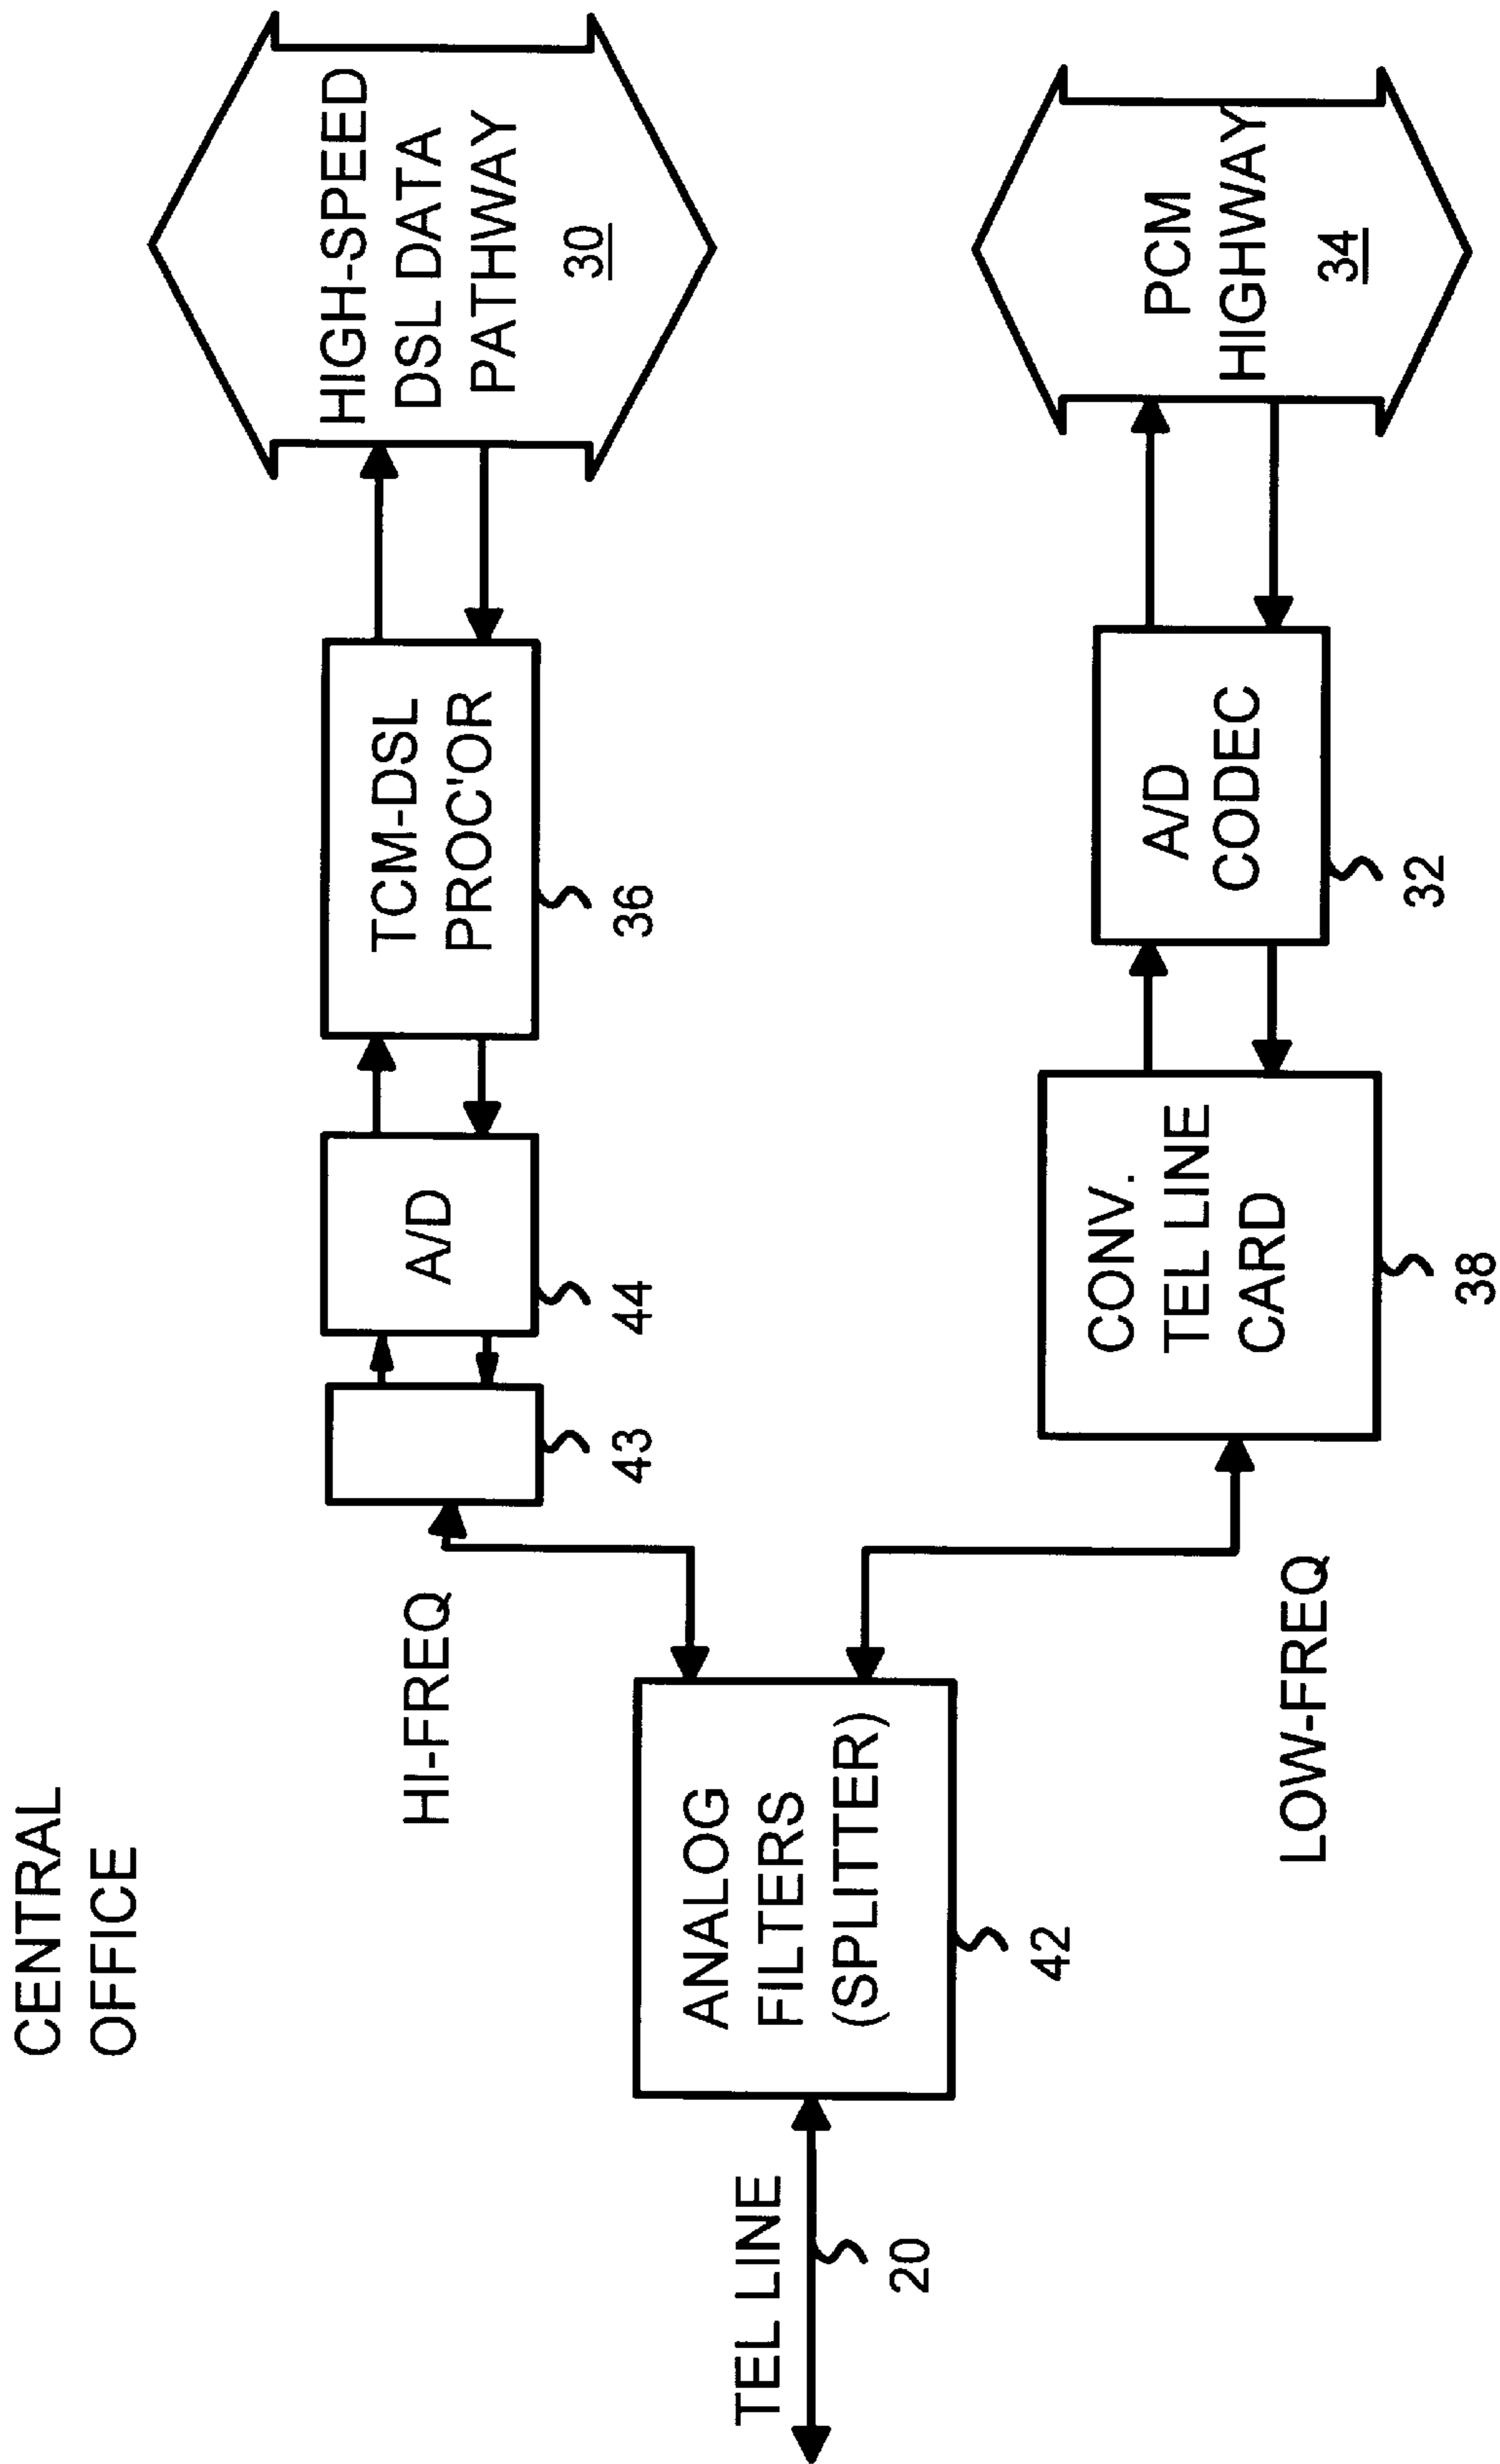 CENTRAL
OFFICE
TEL LINE
20
ANALOG
FILTERS
(SPLITTER)
42
HI-FREQ
43
A/D
44
TCM-DSL
PROC'OR
36
HIGH-SPEED
DSL DATA
PATHWAY
30
LOW-FREQ
CONV.
TEL LINE
CARD
38
A/D
CODEC
32
PCM
HIGHWAY
34